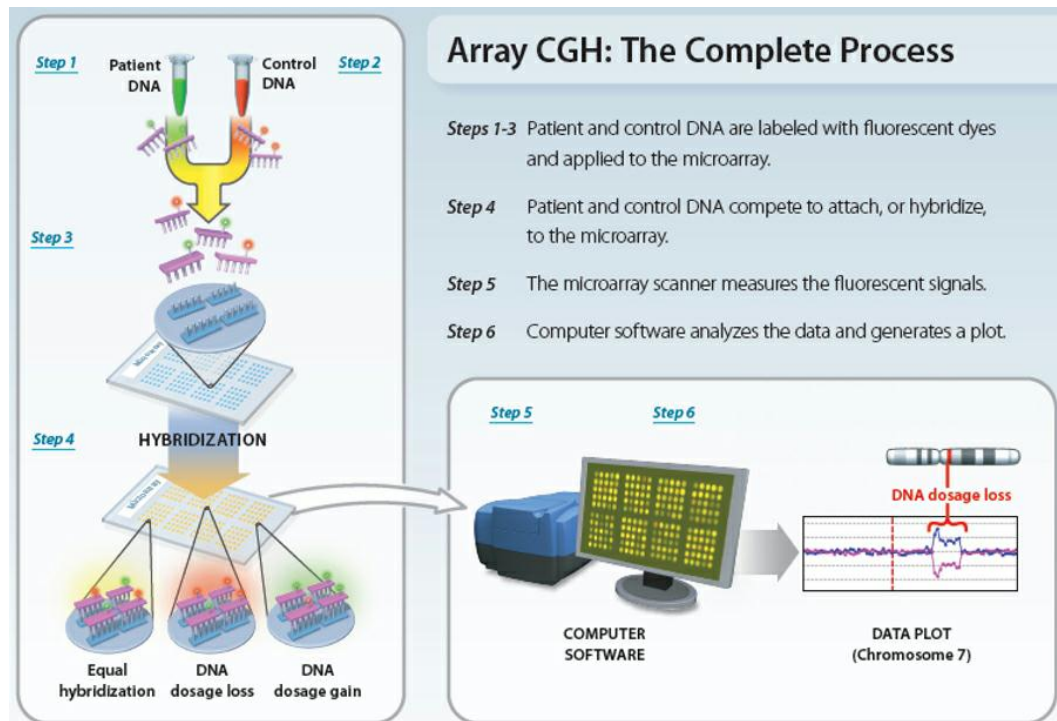 Array CGH: The Complete Process
Step 1
Patient
DNA
Control
DNA
Step 2
Steps 1-3 Patient and control DNA are labeled with fluorescent dyes
and applied to the microarray.
Step 4 Patient and control DNA compete to attach, or hybridize,
to the microarray.
Step 5 The microarray scanner measures the fluorescent signals.
Step 6 Computer software analyzes the data and generates a plot.
Step 3
Step 4
HYBRIDIZATION
Equal
hybridization
DNA
dosage loss
DNA
dosage gain
Step 5
Step 6
DNA dosage loss
COMPUTER
SOFTWARE
DATA PLOT
(Chromosome 7)